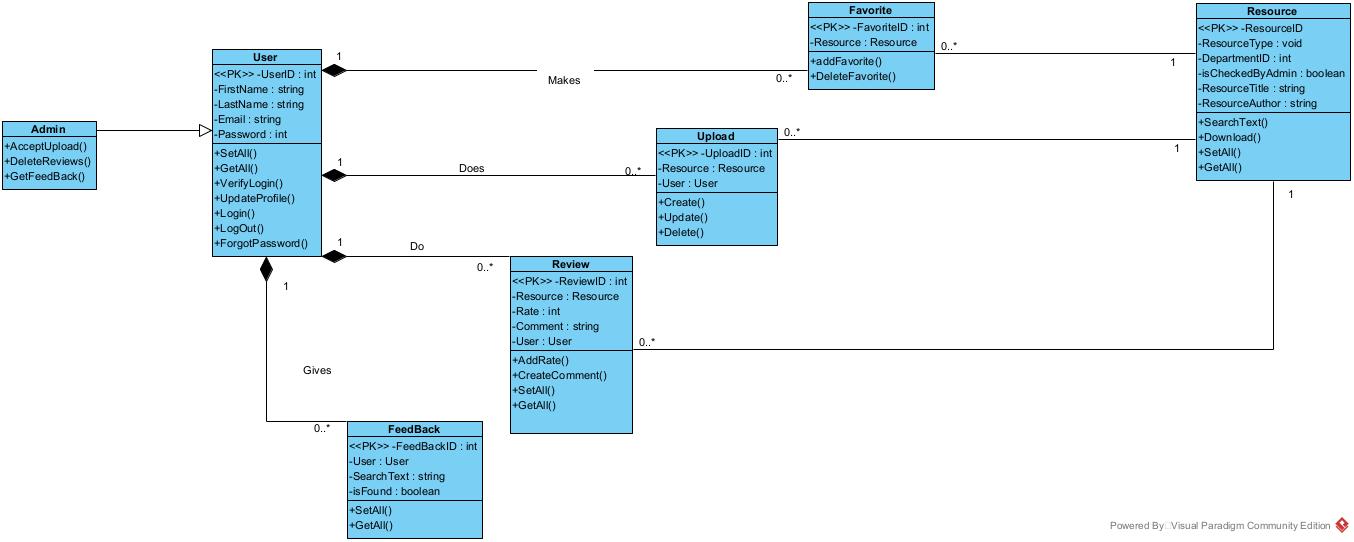 Favorite
<<PK>> -FavoriteID : int
-Resource : Resource
+addFavorite()
+DeleteFavorite()
Resource
<<PK>> -ResourceID
-ResourceType : void
-DepartmentID : int
-isCheckedByAdmin : boolean
-ResourceTitle : string
-ResourceAuthor : string
+SearchText()
+Download()
+SetAll()
+GetAll()
User
<<PK>> -UserID : int
-FirstName : string
-LastName : string
-Email : string
-Password : int
+SetAll()
+GetAll()
+VerifyLogin()
+UpdateProfile()
+Login()
+LogOut()
+ForgotPassword()
1
Makes
0..*
0..*
1
Admin
+AcceptUpload()
+DeleteReviews()
+GetFeedBack()
Upload
<<PK>> -UploadID : int
-Resource : Resource
-User : User
+Create()
+Update()
+Delete()
1
Does
0..*
0..*
1
1
Do
0..*
Review
<<PK>> -ReviewID : int
-Resource : Resource
-Rate : int
-Comment : string
-User : User
+AddRate()
+CreateComment()
+SetAll()
+GetAll()
0..*
1
1
Gives
0..*
FeedBack
<<PK>> -FeedBackID : int
-User : User
-SearchText : string
-isFound : boolean
+SetAll()
+GetAll()
Powered By Visual Paradigm Community Edition